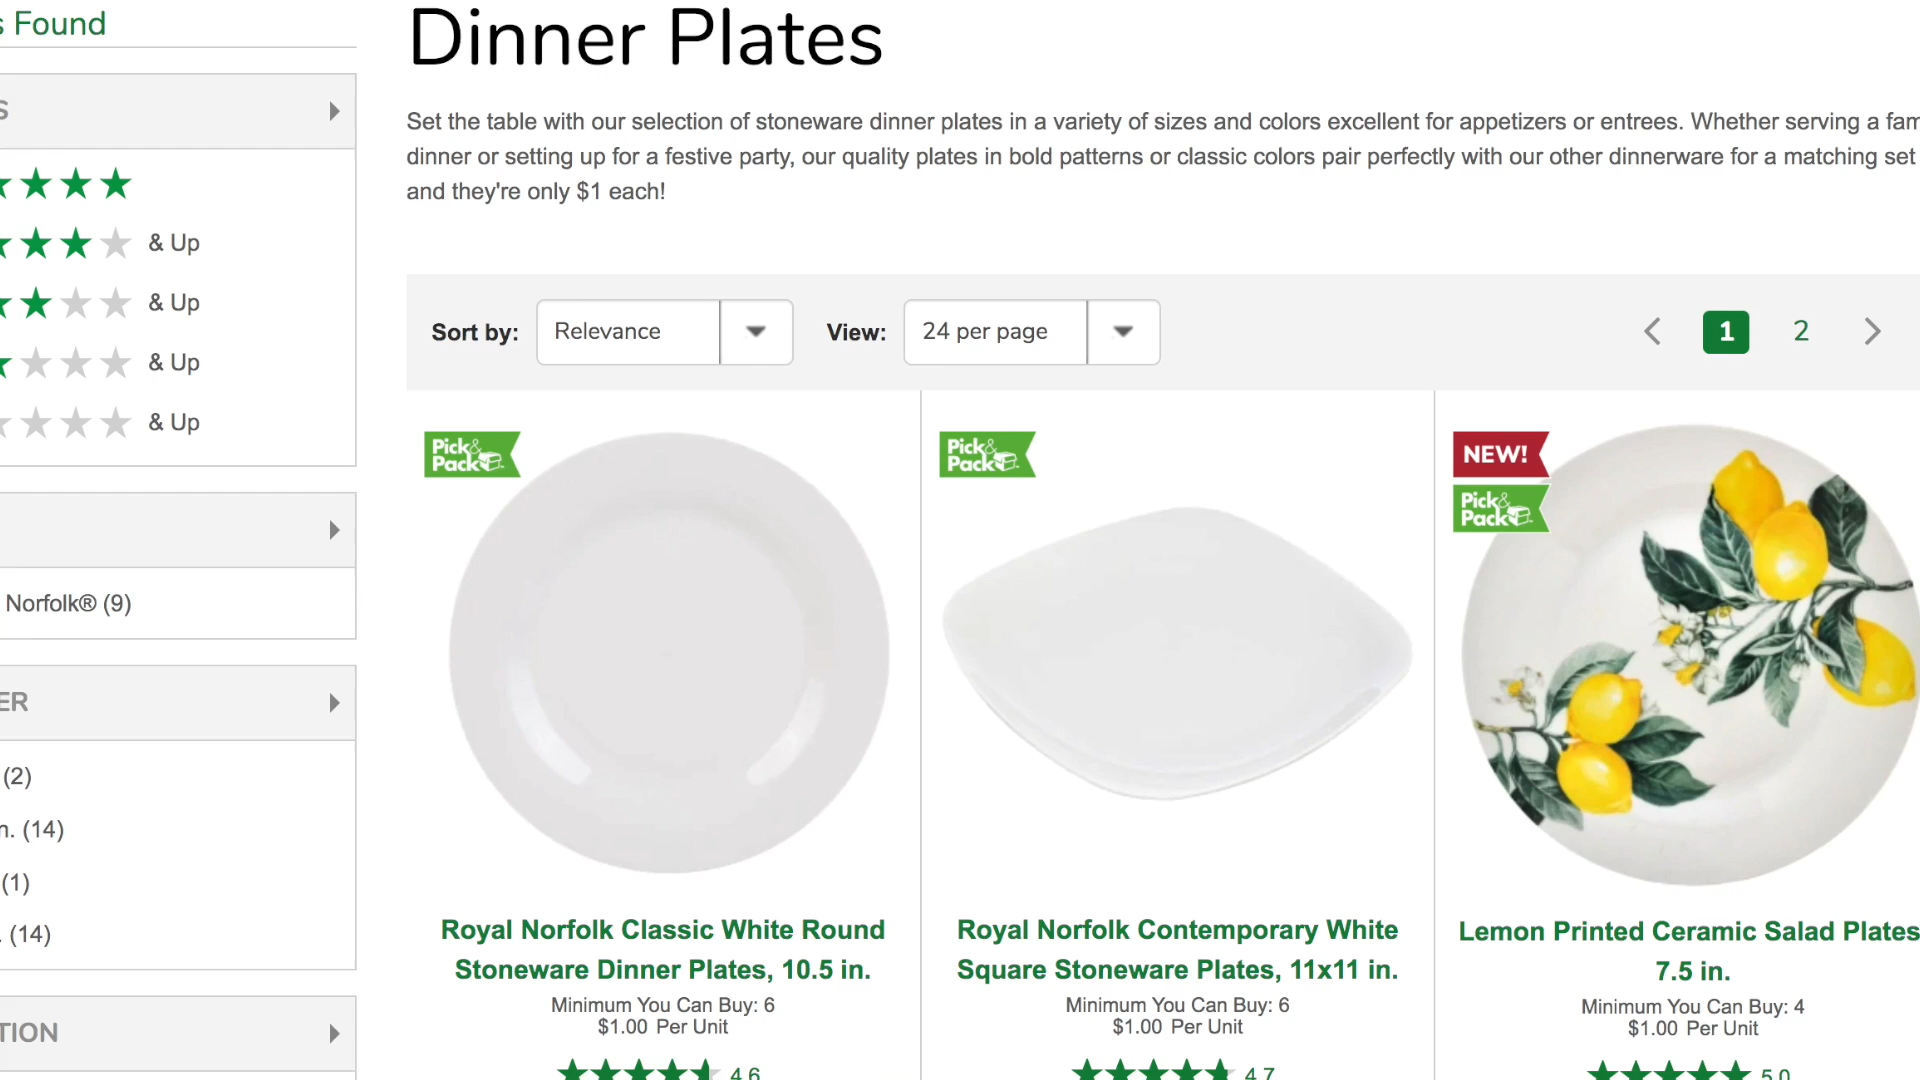 s Found
Dinner Plates
Set the table with our selection of stoneware dinner plates in a variety of sizes and colors excellent for appetizers or entrees. Whether serving a fam
dinner or setting up for a festive party, our quality plates in bold patterns or classic colors pair perfectly with our other dinnerware for a matching set
and they're only $1 each!
S
& Up
& Up
& Up
& Up
Norfolk® (9)
ER
(2)
n. (14)
(1)
. (14)
TION
Sort by: Relevance View: 24 per page 1 2
Pick&
Pack
Pick&
Pack
NEW!
Pick&
Pack
Royal Norfolk Classic White Round
Stoneware Dinner Plates, 10.5 in.
Minimum You Can Buy: 6
$1.00 Per Unit
4.6
Royal Norfolk Contemporary White
Square Stoneware Plates, 11x11 in.
Minimum You Can Buy: 6
$1.00 Per Unit
4.7
Lemon Printed Ceramic Salad Plates
7.5 in.
Minimum You Can Buy: 4
$1.00 Per Unit
5.0